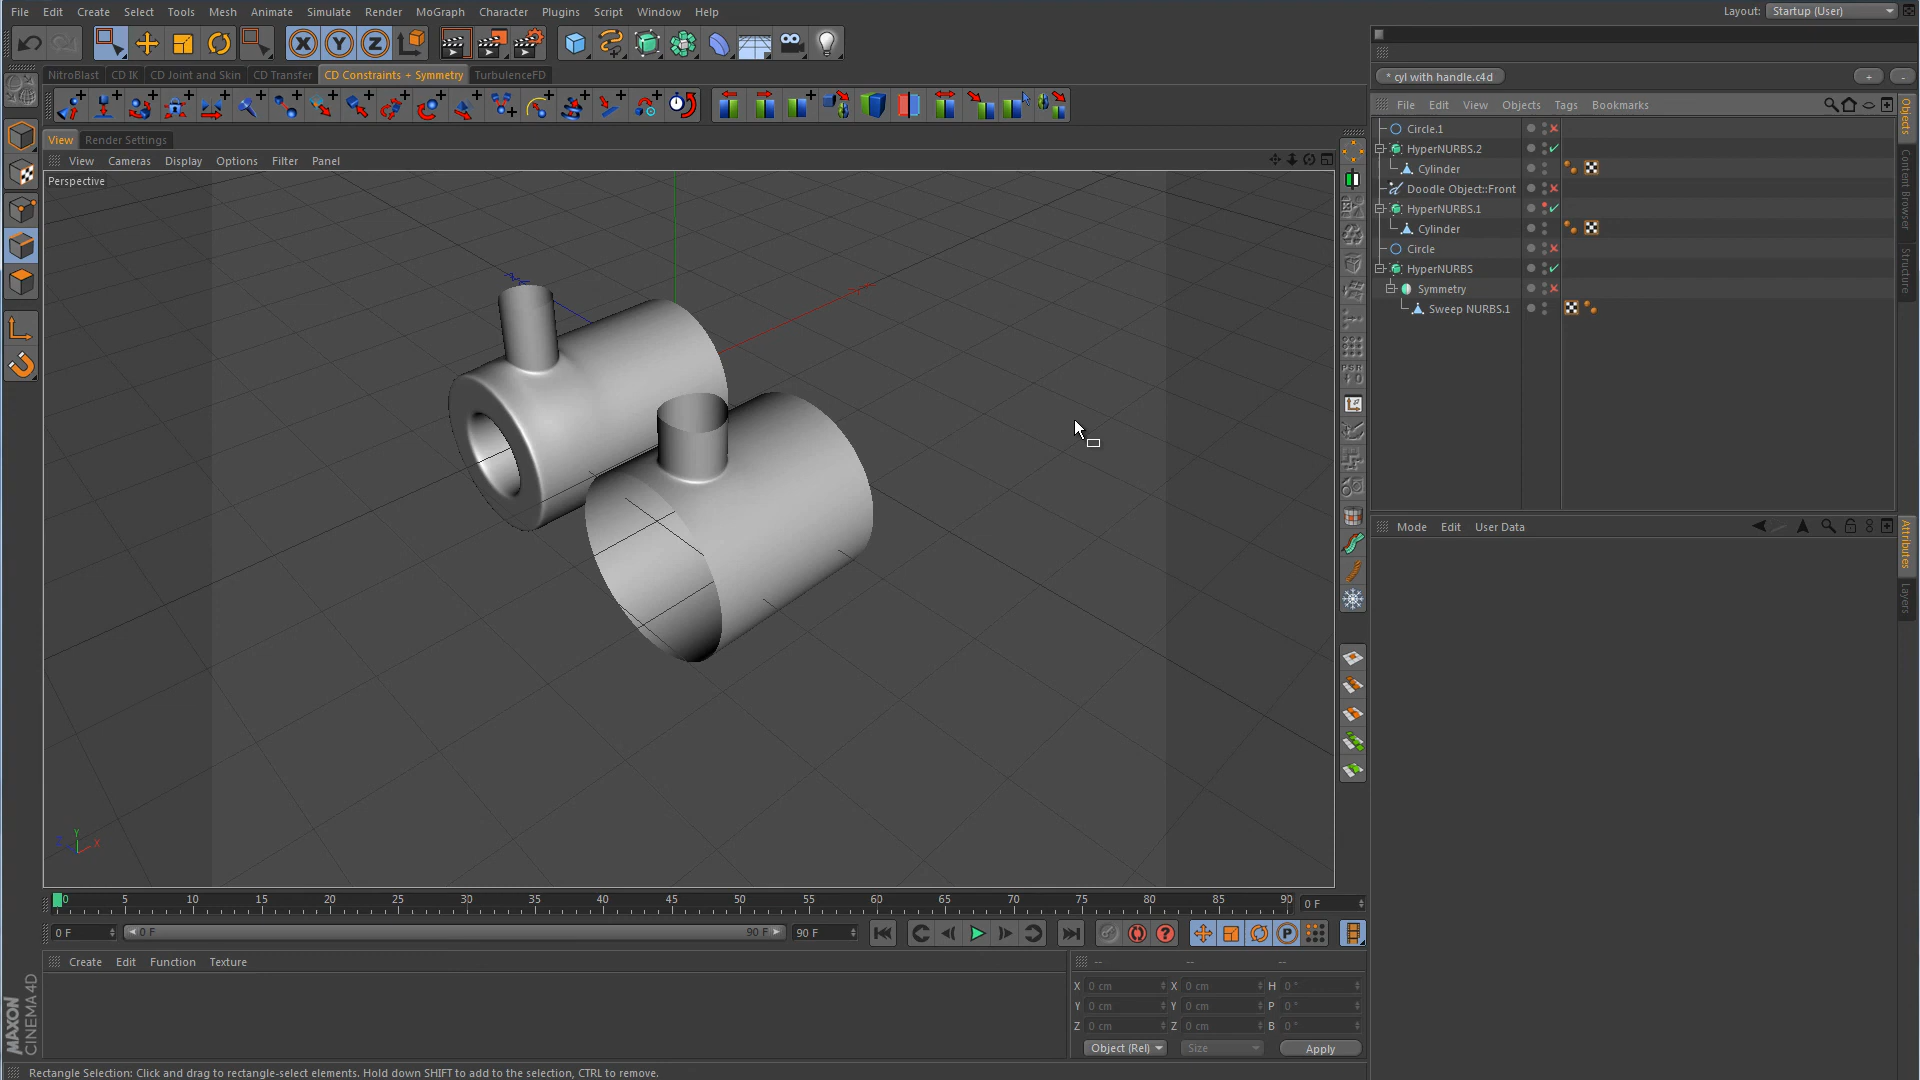 File Edit Create Select Tools Mesh Animate Simulate Render MoGraph Character Plugins Script Window Help
Layout: Startup (User)
X Y Z
* cyl with handle.c4d
+ -
NitroBlast CD IK CD Joint and Skin CD Transfer CD Constraints + Symmetry TurbulenceFD
File Edit View Objects Tags Bookmarks
View Render Settings
View Cameras Display Options Filter Panel
Perspective
Circle.1
HyperNURBS.2
Cylinder
Doodle Object::Front
HyperNURBS.1
Cylinder
Circle
HyperNURBS
Symmetry
Sweep NURBS.1
Objects
Content Browser
Structure
PSR
Mode Edit User Data
Attributes
Layers
Y
Z X
0 5 10 15 20 25 30 35 40 45 50 55 60 65 70 75 80 85 90 0 F
0 F 0 F 90 F 90 F
P
Create Edit Function Texture
-- -- --
X 0 cm X 0 cm H 0 °
Y 0 cm Y 0 cm P 0 °
Z 0 cm Z 0 cm B 0 °
Object (Rel) Size Apply
MAXON
CINEMA 4D
Rectangle Selection: Click and drag to rectangle-select elements. Hold down SHIFT to add to the selection, CTRL to remove.